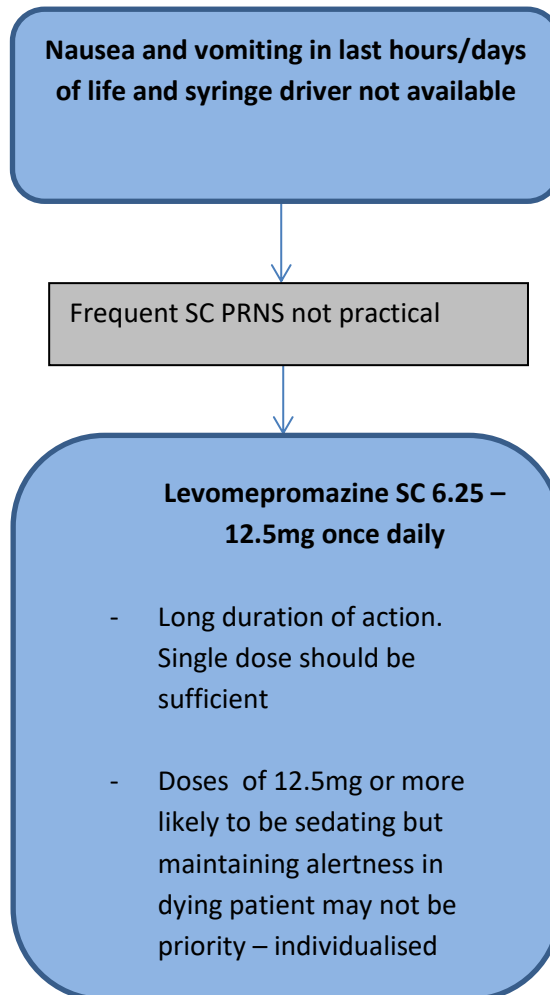 Nausea and vomiting in last hours/days
of life and syringe driver not available
Frequent SC PRNS not practical
Levomepromazine SC 6.25 –
12.5mg once daily
- Long duration of action.
Single dose should be
sufficient
- Doses of 12.5mg or more
likely to be sedating but
maintaining alertness in
dying patient may not be
priority – individualised